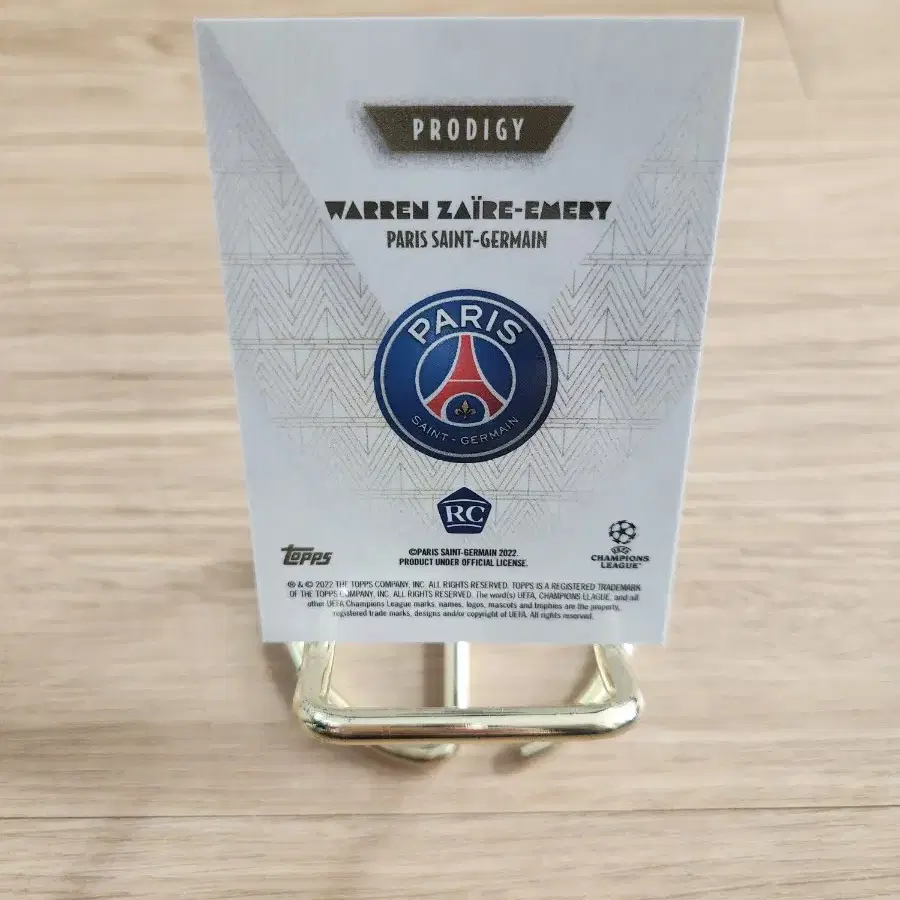 PRODIGY
WARREN ZAÏRE-EMERY
PARIS SAINT-GERMAIN
PARIS
SAINT-GERMAIN
RC
©PARIS SAINT-GERMAIN 2022.
PRODUCT UNDER OFFICIAL LICENSE.
topps
UEFA
CHAMPIONS
LEAGUE™
® & © 2022 THE TOPPS COMPANY, INC. ALL RIGHTS RESERVED. TOPPS IS A REGISTERED TRADEMARK
OF THE TOPPS COMPANY, INC. ALL RIGHTS RESERVED. The word(s) UEFA, CHAMPIONS LEAGUE, and all
other UEFA Champions League marks, names, logos, mascots and trophies are the property,
registered trade marks, designs and/or copyright of UEFA. All rights reserved.